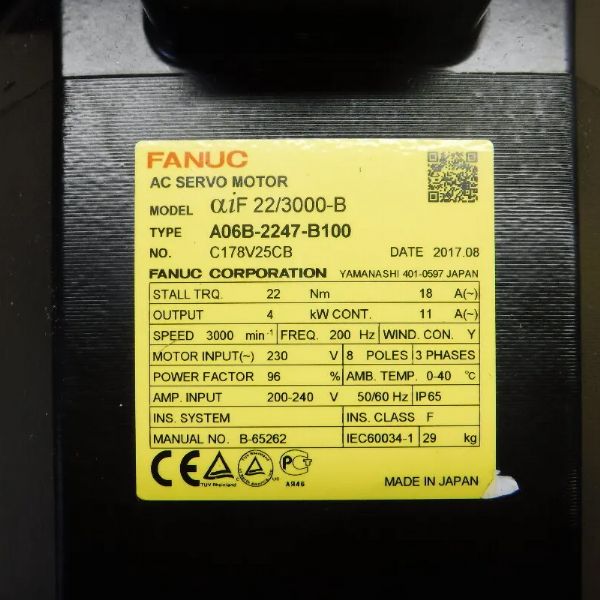 FANUC
AC SERVO MOTOR
MODEL αiF 22/3000-B
TYPE A06B-2247-B100
NO. C178V25CB DATE 2017.08
FANUC CORPORATION YAMANASHI 401-0597 JAPAN
STALL TRQ. 22 Nm 18 A(~)
OUTPUT 4 kW CONT. 11 A(~)
SPEED 3000 min⁻¹ FREQ. 200 Hz WIND. CON. Y
MOTOR INPUT(~) 230 V 8 POLES 3 PHASES
POWER FACTOR 96 % AMB. TEMP. 0-40 ℃
AMP. INPUT 200-240 V 50/60 Hz IP65
INS. SYSTEM INS. CLASS F
MANUAL NO. B-65262 IEC60034-1 29 kg
CE
TUV Rheinland
АЯ46
MADE IN JAPAN